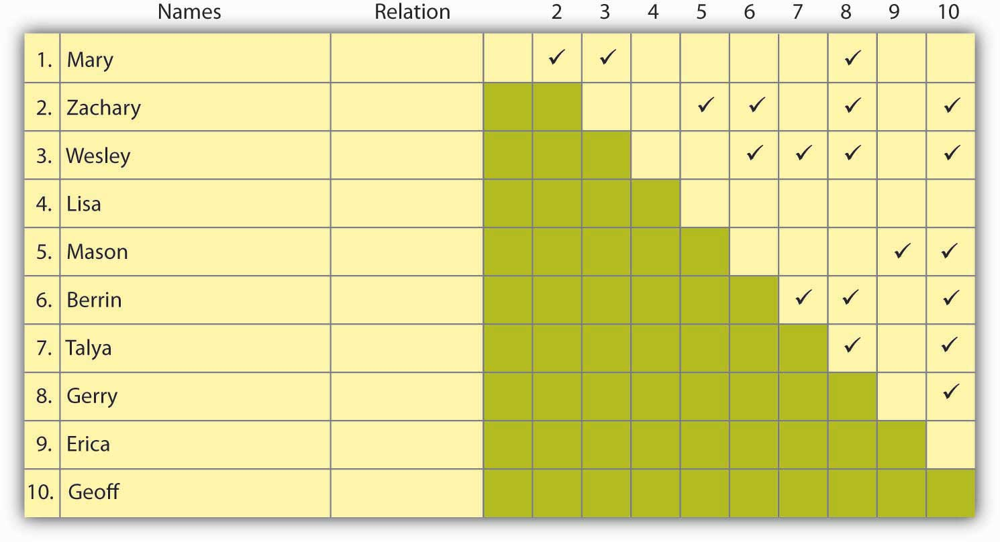 Names Relation 2 3 4 5 6 7 8 9 10
1. Mary ✓ ✓ ✓
2. Zachary ✓ ✓ ✓ ✓
3. Wesley ✓ ✓ ✓ ✓
4. Lisa
5. Mason ✓ ✓
6. Berrin ✓ ✓ ✓
7. Talya ✓ ✓
8. Gerry ✓
9. Erica
10. Geoff